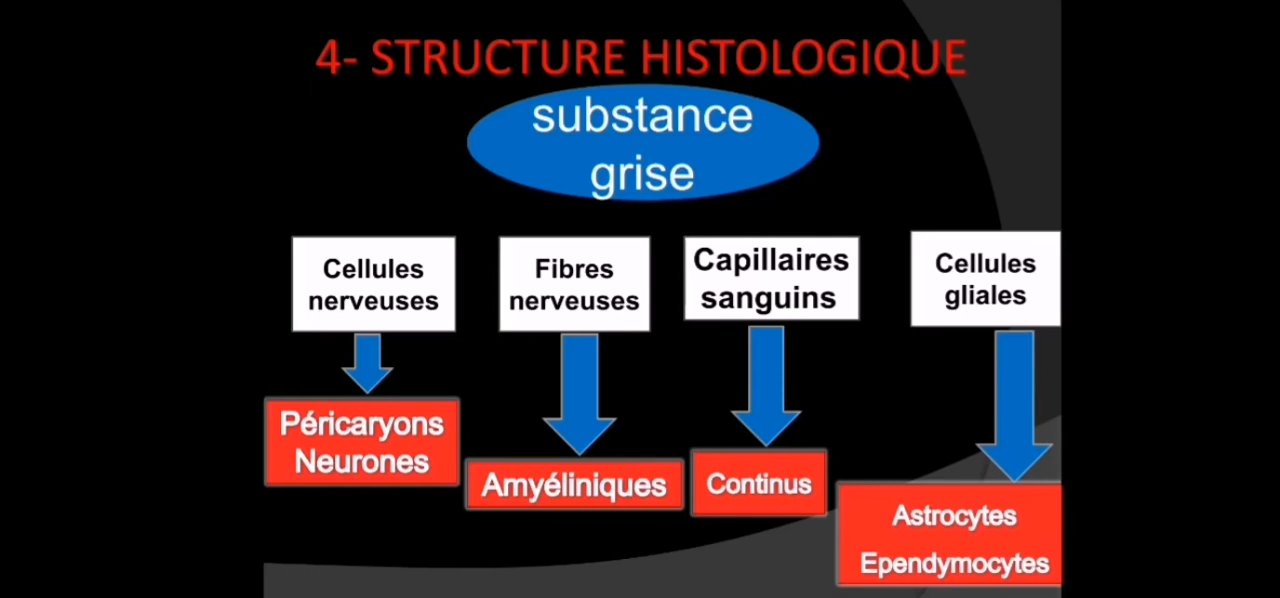 4- STRUCTURE HISTOLOGIQUE
substance
grise
Cellules
nerveuses
Fibres
nerveuses
Capillaires
sanguins
Cellules
gliales
Péricaryons
Neurones
Amyéliniques
Continus
Astrocytes
Ependymocytes